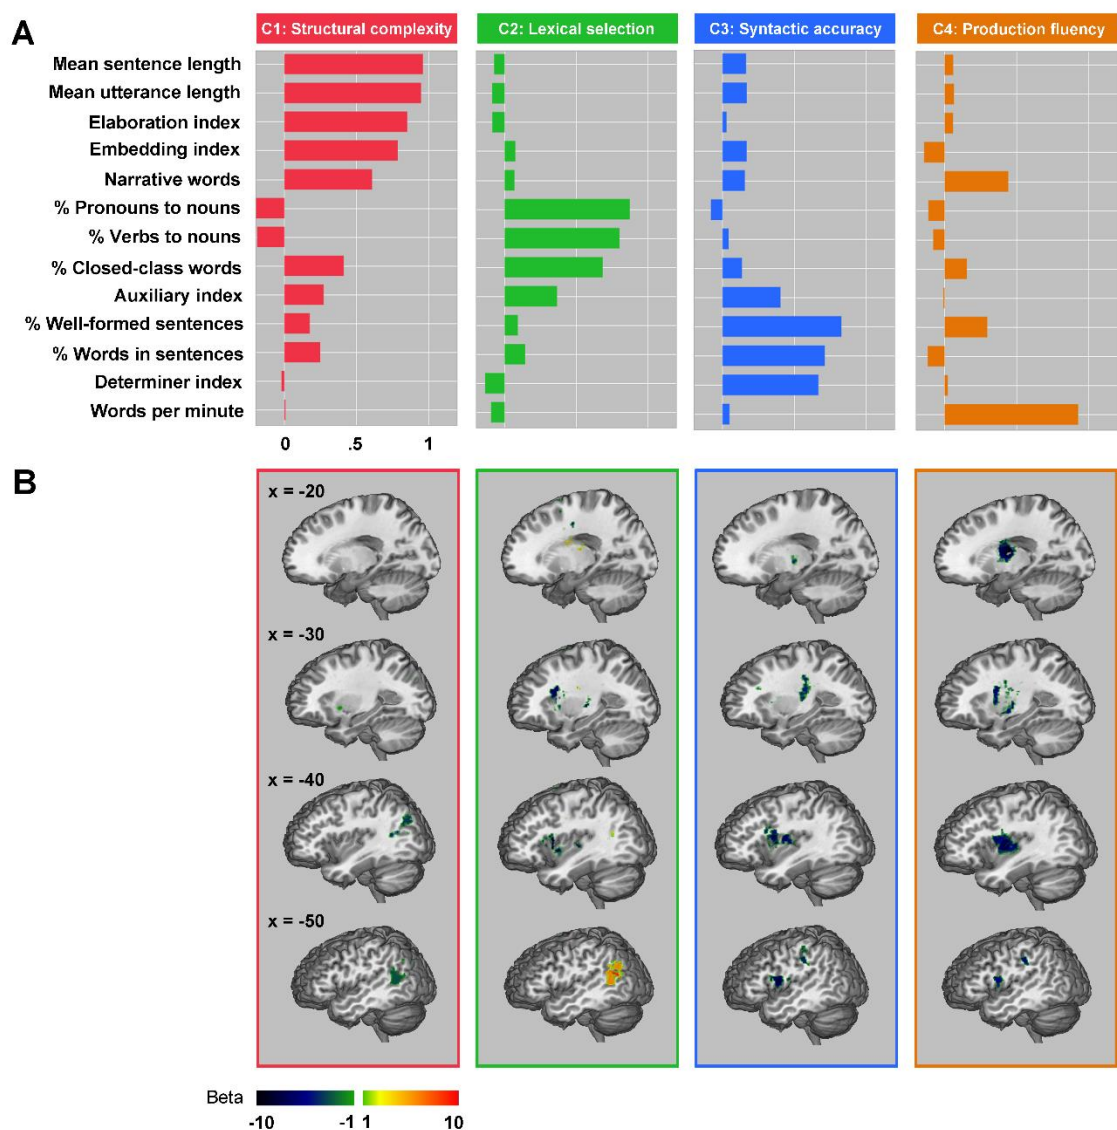 A
C1: Structural complexity
C2: Lexical selection
C3: Syntactic accuracy
C4: Production fluency
Mean sentence length
Mean utterance length
Elaboration index
Embedding index
Narrative words
% Pronouns to nouns
% Verbs to nouns
% Closed-class words
Auxiliary index
% Well-formed sentences
% Words in sentences
Determiner index
Words per minute
0 .5 1
B
x = -20
x = -30
x = -40
x = -50
Beta
-10 -1 1 10